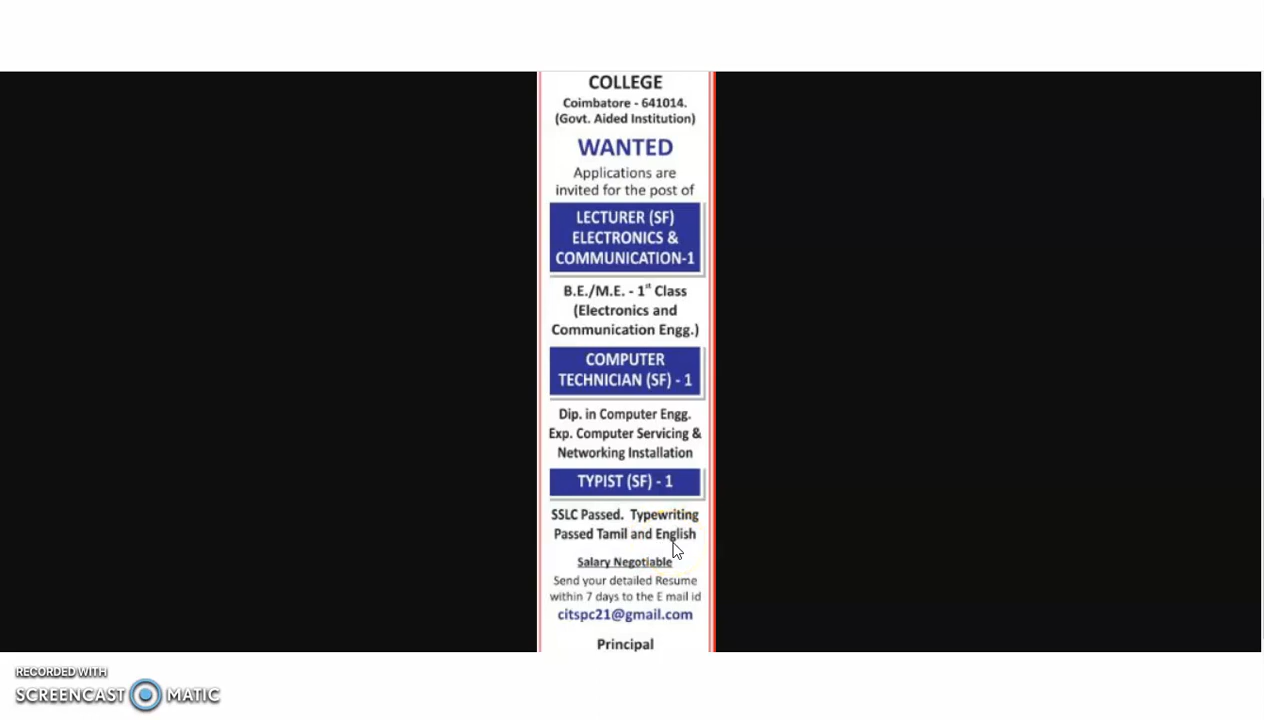 COLLEGE
Coimbatore - 641014.
(Govt. Aided Institution)
WANTED
Applications are
invited for the post of
LECTURER (SF)
ELECTRONICS &
COMMUNICATION-1
B.E./M.E. - 1st Class
(Electronics and
Communication Engg.)
COMPUTER
TECHNICIAN (SF) - 1
Dip. in Computer Engg.
Exp. Computer Servicing &
Networking Installation
TYPIST (SF) - 1
SSLC Passed. Typewriting
Passed Tamil and English
Salary Negotiable
Send your detailed Resume
within 7 days to the E mail id
citspc21@gmail.com
Principal
RECORDED WITH
SCREENCAST MATIC